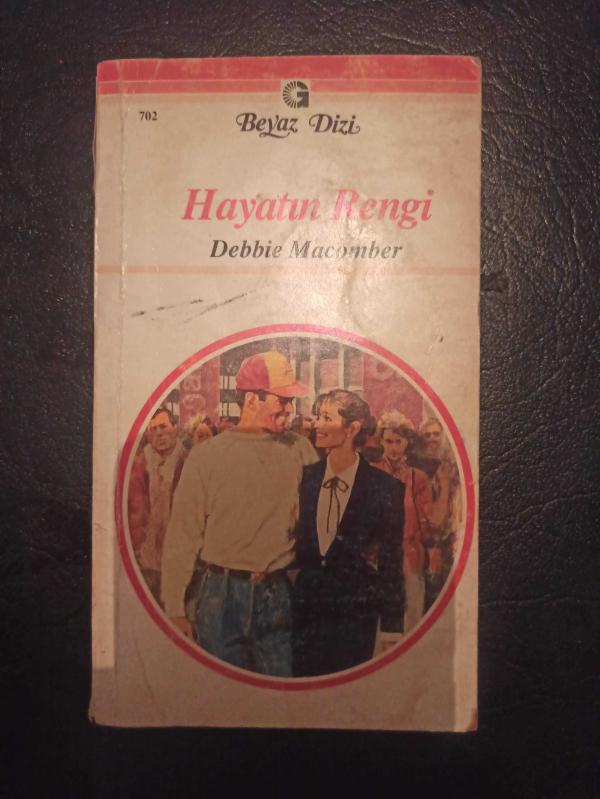 G
702
Beyaz Dizi
Hayatın Rengi
Debbie Macomber